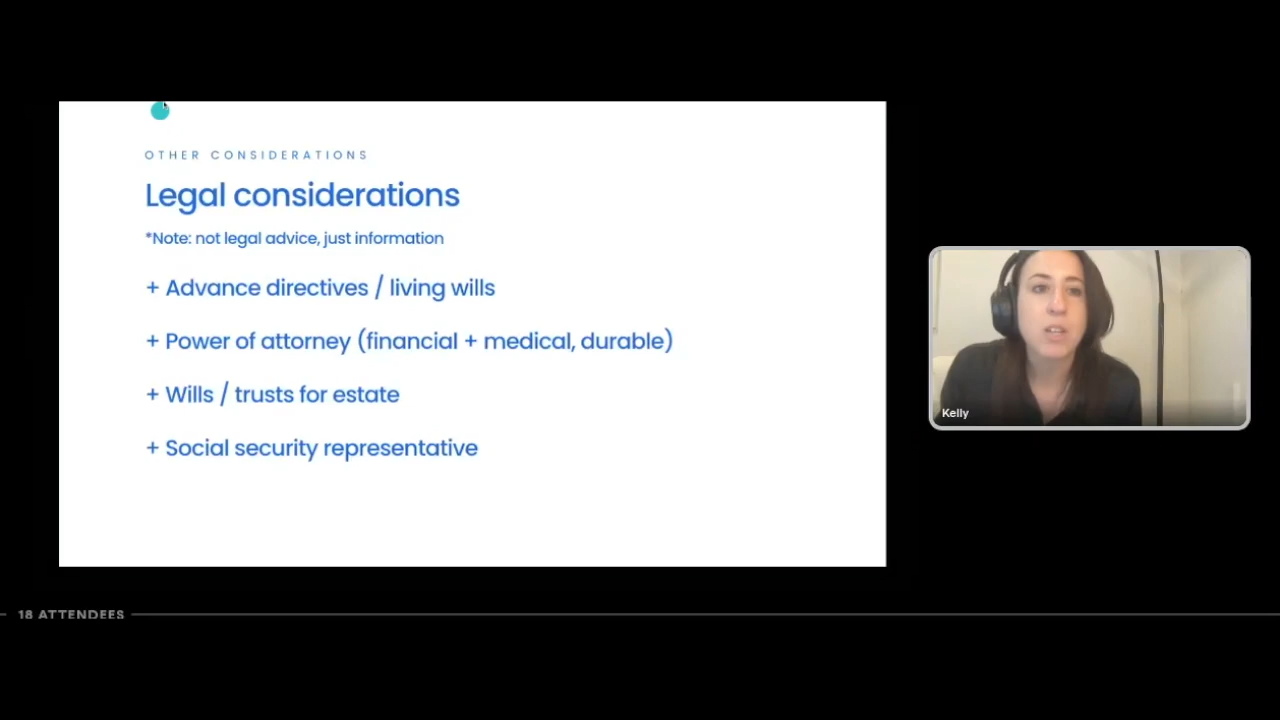 OTHER CONSIDERATIONS
Legal considerations
*Note: not legal advice, just information
+ Advance directives / living wills
+ Power of attorney (financial + medical, durable)
+ Wills / trusts for estate
+ Social security representative
Kelly
18 ATTENDEES